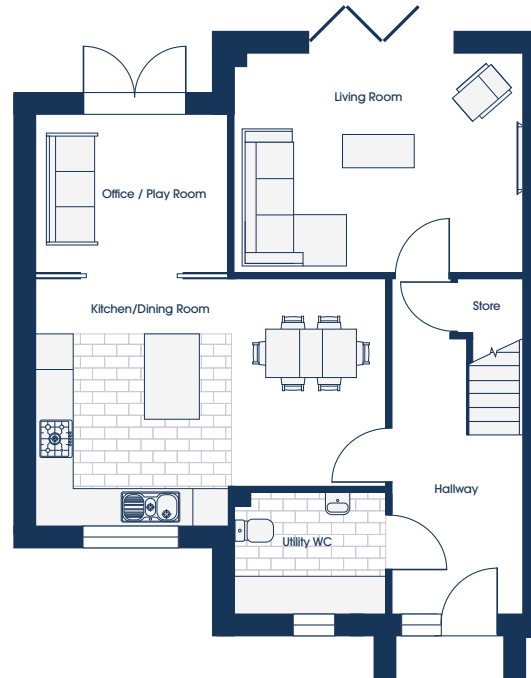 Living Room
Office / Play Room
Kitchen/Dining Room
Store
Hallway
Utility WC